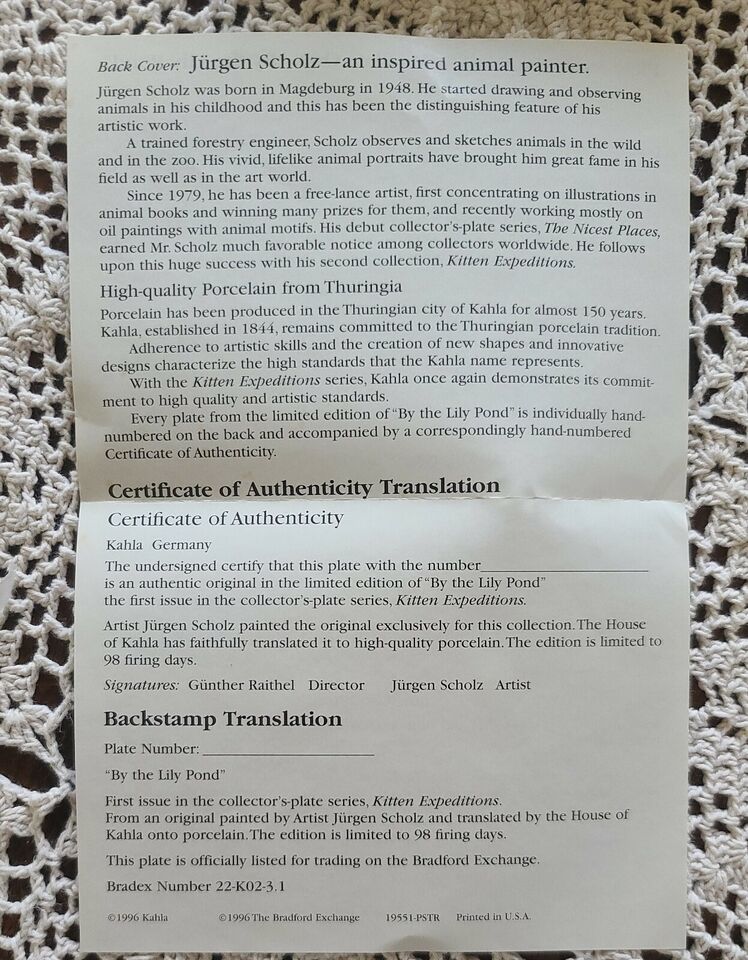 Back Cover: Jürgen Scholz—an inspired animal painter.
Jürgen Scholz was born in Magdeburg in 1948. He started drawing and observing
animals in his childhood and this has been the distinguishing feature of his
artistic work.
A trained forestry engineer, Scholz observes and sketches animals in the wild
and in the zoo. His vivid, lifelike animal portraits have brought him great fame in his
field as well as in the art world.
Since 1979, he has been a free-lance artist, first concentrating on illustrations in
animal books and winning many prizes for them, and recently working mostly on
oil paintings with animal motifs. His debut collector's-plate series, The Nicest Places,
earned Mr. Scholz much favorable notice among collectors worldwide. He follows
upon this huge success with his second collection, Kitten Expeditions.
High-quality Porcelain from Thuringia
Porcelain has been produced in the Thuringian city of Kahla for almost 150 years.
Kahla, established in 1844, remains committed to the Thuringian porcelain tradition.
Adherence to artistic skills and the creation of new shapes and innovative
designs characterize the high standards that the Kahla name represents.
With the Kitten Expeditions series, Kahla once again demonstrates its commit-
ment to high quality and artistic standards.
Every plate from the limited edition of "By the Lily Pond" is individually hand-
numbered on the back and accompanied by a correspondingly hand-numbered
Certificate of Authenticity.
Certificate of Authenticity Translation
Certificate of Authenticity
Kahla Germany
The undersigned certify that this plate with the number____________________
is an authentic original in the limited edition of "By the Lily Pond"
the first issue in the collector's-plate series, Kitten Expeditions.
Artist Jürgen Scholz painted the original exclusively for this collection. The House
of Kahla has faithfully translated it to high-quality porcelain. The edition is limited to
98 firing days.
Signatures: Günther Raithel Director Jürgen Scholz Artist
Backstamp Translation
Plate Number: ____________________
"By the Lily Pond"
First issue in the collector's-plate series, Kitten Expeditions.
From an original painted by Artist Jürgen Scholz and translated by the House of
Kahla onto porcelain. The edition is limited to 98 firing days.
This plate is officially listed for trading on the Bradford Exchange.
Bradex Number 22-K02-3.1
©1996 Kahla ©1996 The Bradford Exchange 19551-PSTR Printed in U.S.A.